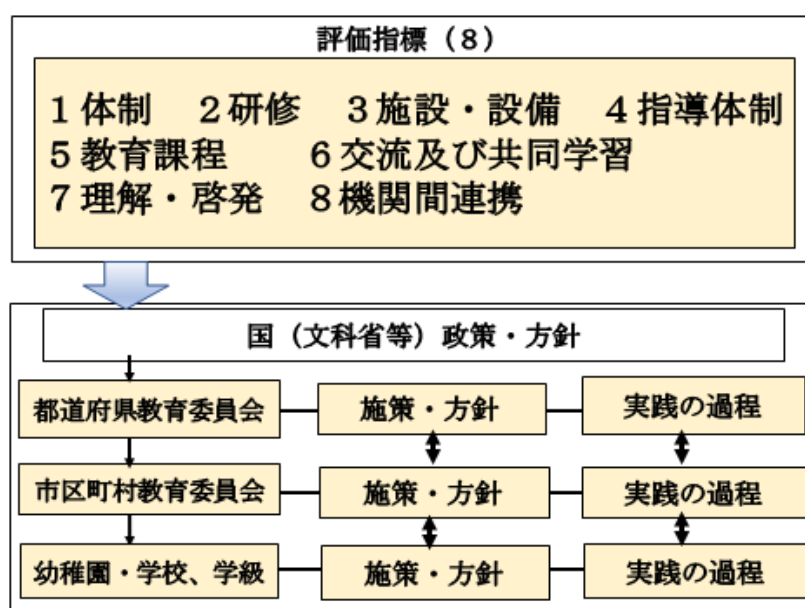 評価指標（８）
１体制　２研修　３施設・設備　４指導体制
５教育課程　６交流及び共同学習
７理解・啓発　８機関間連携
国（文科省等）政策・方針
都道府県教育委員会　施策・方針　実践の過程
市区町村教育委員会　施策・方針　実践の過程
幼稚園・学校、学級　施策・方針　実践の過程